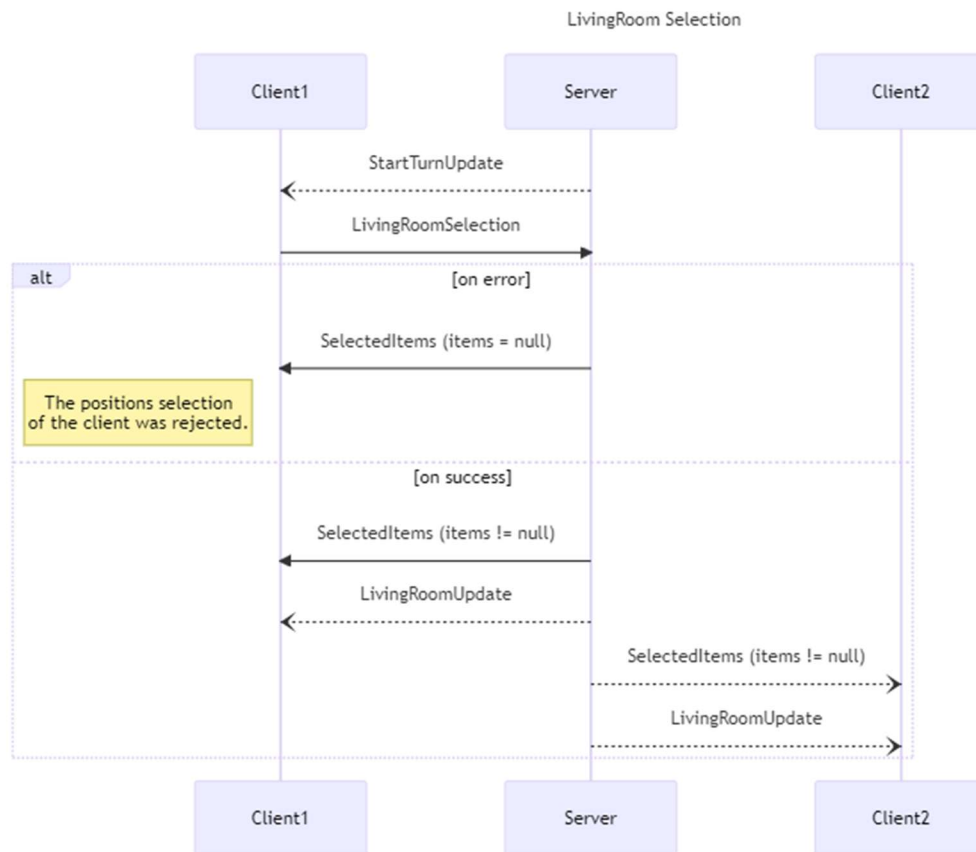 LivingRoom Selection
Client1
Server
Client2
StartTurnUpdate
LivingRoomSelection
alt
[on error]
SelectedItems (items = null)
The positions selection
of the client was rejected.
[on success]
SelectedItems (items != null)
LivingRoomUpdate
SelectedItems (items != null)
LivingRoomUpdate
Client1
Server
Client2